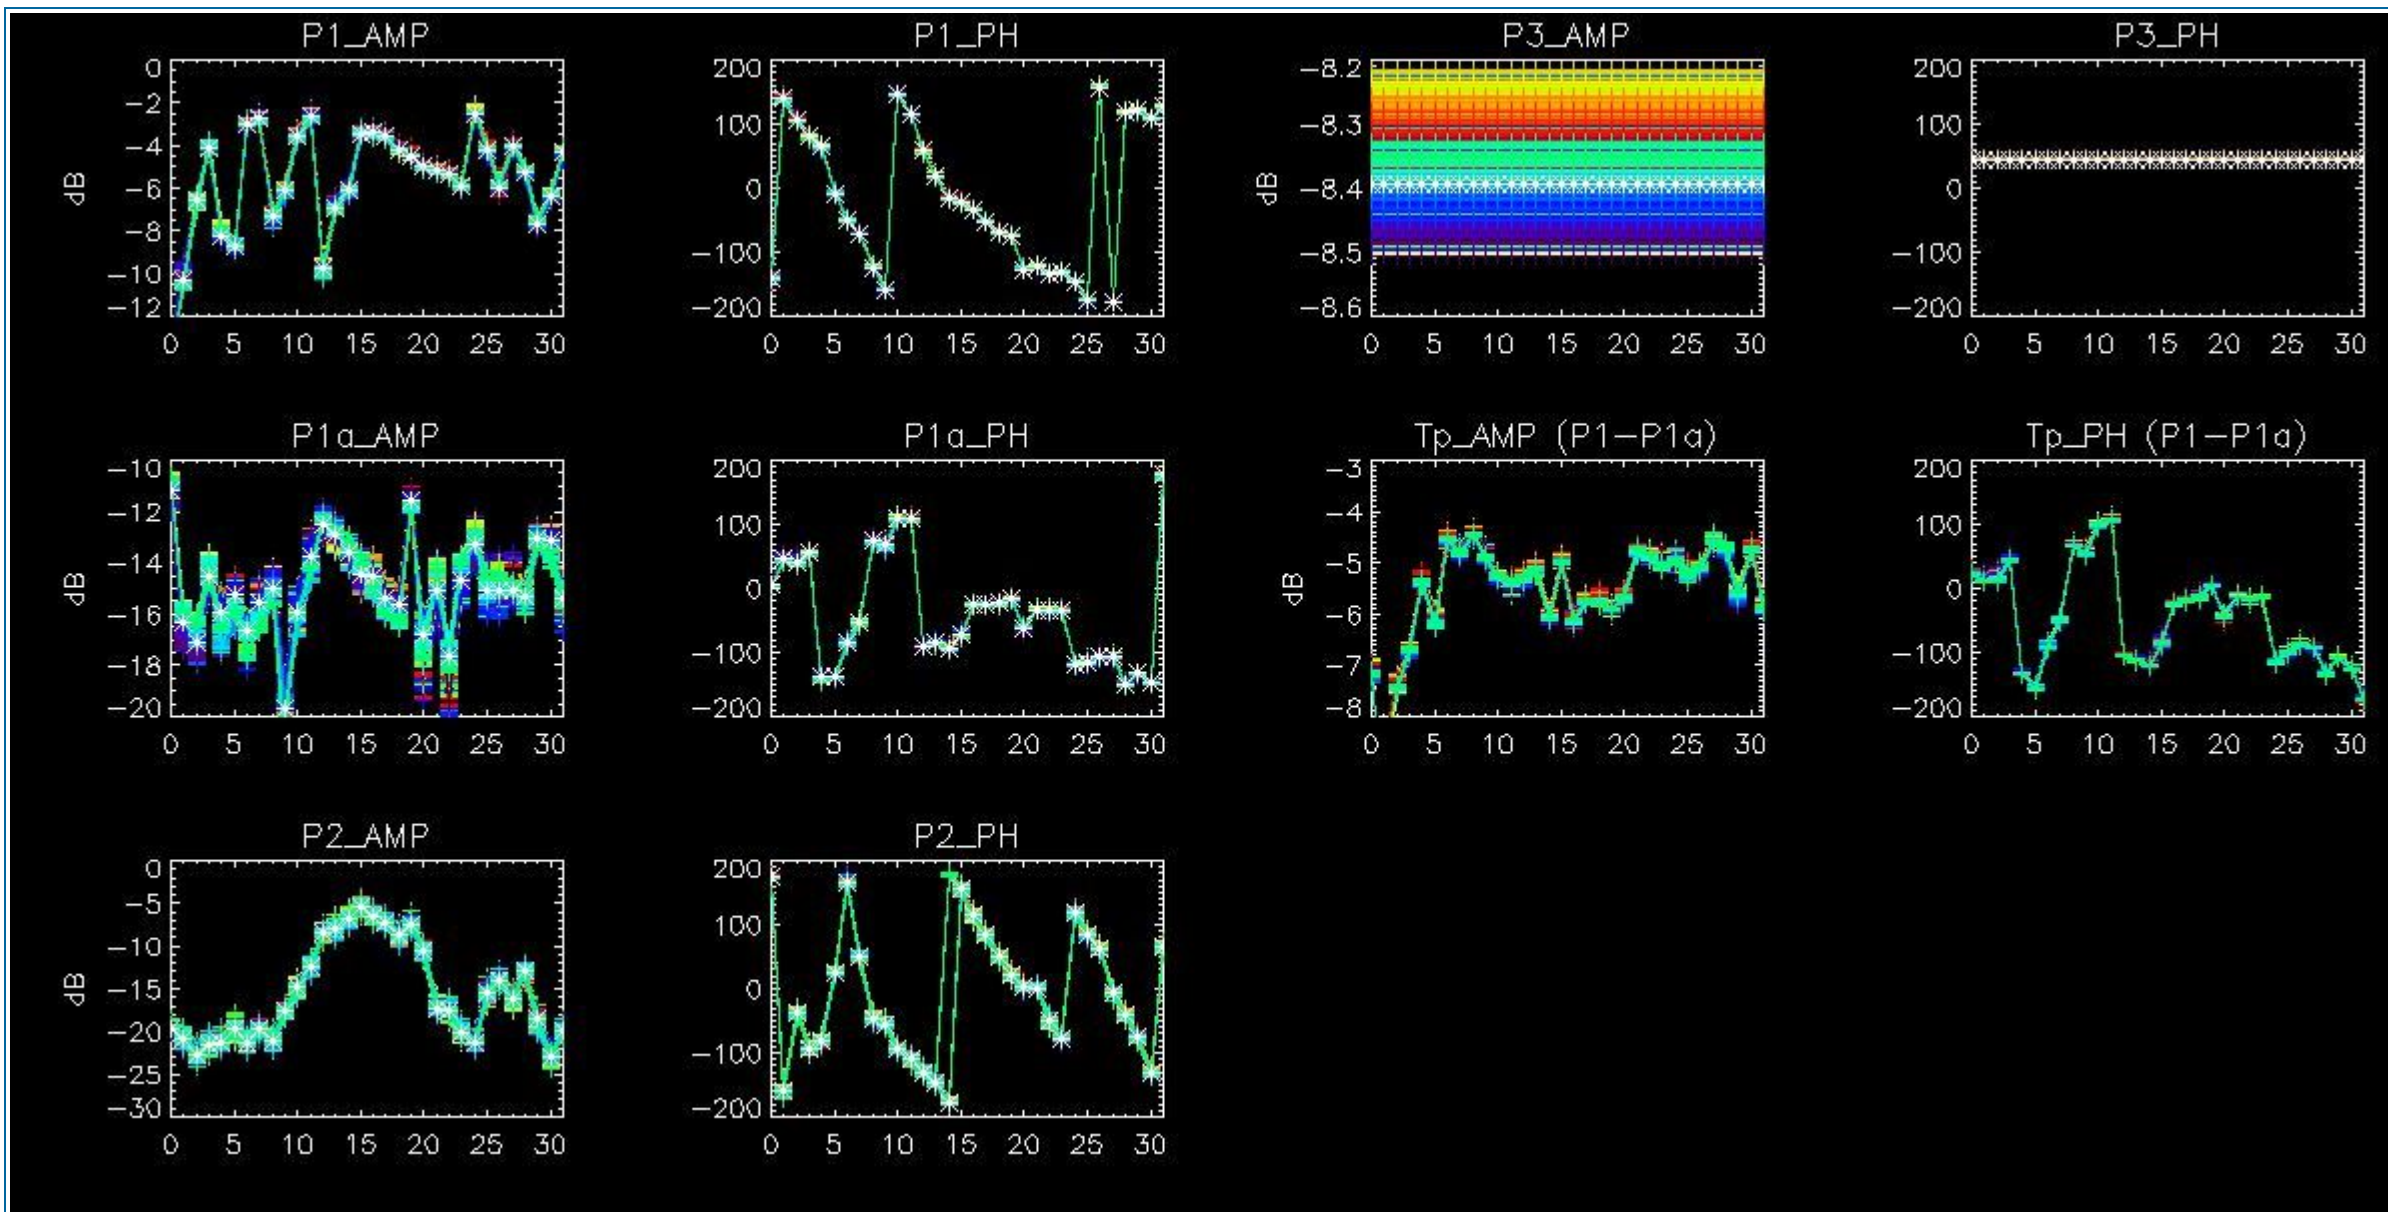 P1_AMP
P1_PH
P3_AMP
P3_PH
0
−2
−4
−6
−8
−10
−12
dB
0 5 10 15 20 25 30
200
100
0
−100
−200
0 5 10 15 20 25 30
−8.2
−8.3
−8.4
−8.5
−8.6
dB
0 5 10 15 20 25 30
200
100
0
−100
−200
0 5 10 15 20 25 30
P1a_AMP
P1a_PH
Tp_AMP (P1−P1a)
Tp_PH (P1−P1a)
−10
−12
−14
−16
−18
−20
dB
0 5 10 15 20 25 30
200
100
0
−100
−200
0 5 10 15 20 25 30
−3
−4
−5
−6
−7
−8
dB
0 5 10 15 20 25 30
200
100
0
−100
−200
0 5 10 15 20 25 30
P2_AMP
P2_PH
0
−5
−10
−15
−20
−25
−30
dB
0 5 10 15 20 25 30
200
100
0
−100
−200
0 5 10 15 20 25 30